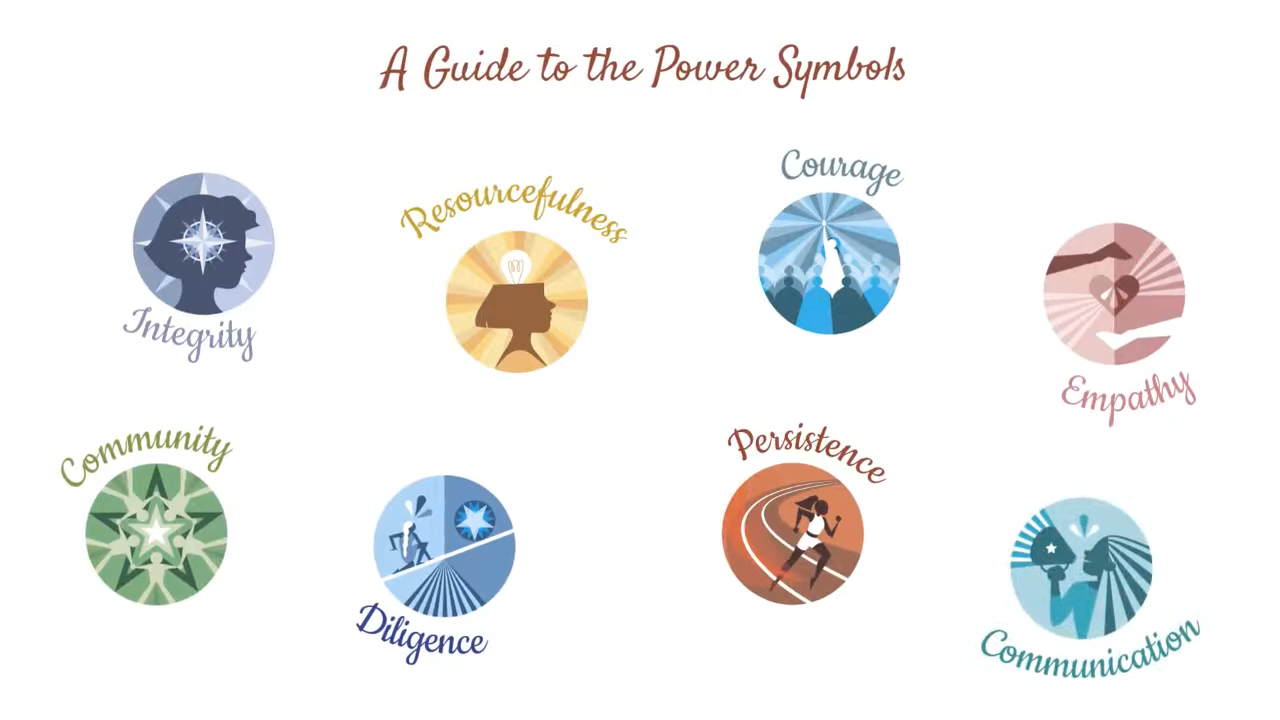 A Guide to the Power Symbols
Integrity
Resourcefulness
Courage
Empathy
Community
Diligence
Persistence
Communication